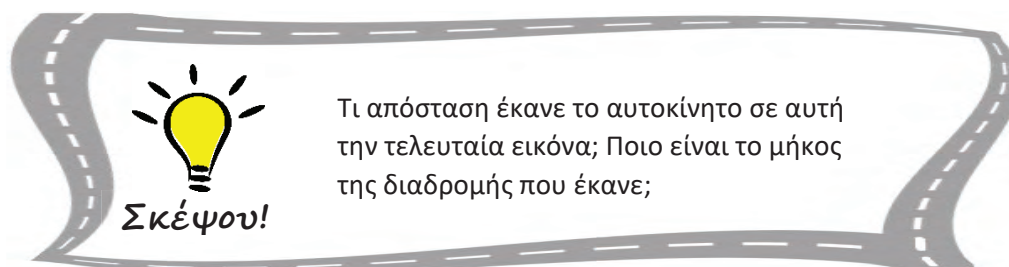 Τι απόσταση έκανε το αυτοκίνητο σε αυτή
την τελευταία εικόνα; Ποιο είναι το μήκος
της διαδρομής που έκανε;
Σκέψου!